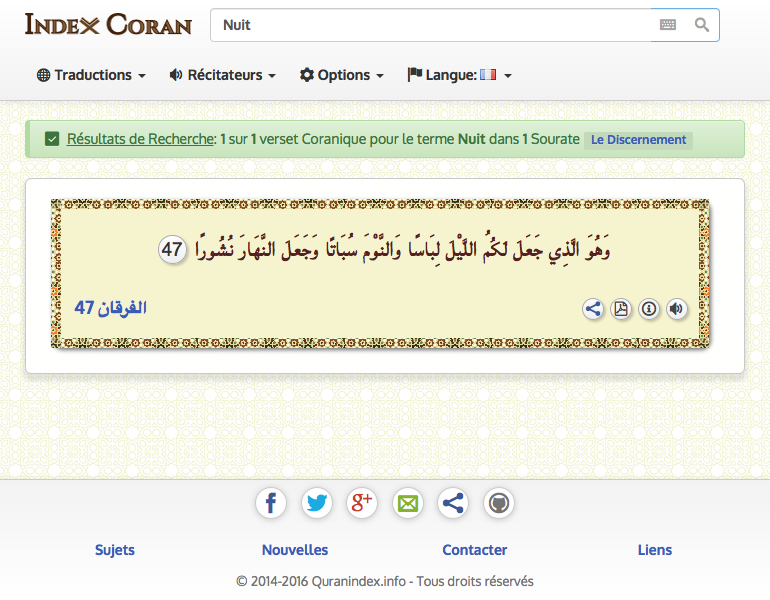 Index Coran
Nuit
Traductions Récitateurs Options Langue:
Résultats de Recherche: 1 sur 1 verset Coranique pour le terme Nuit dans 1 Sourate Le Discernement
وَهُوَ الَّذِي جَعَلَ لَكُمُ اللَّيْلَ لِبَاسًا وَالنَّوْمَ سُبَاتًا وَجَعَلَ النَّهَارَ نُشُورًا 47
الفرقان 47
Sujets Nouvelles Contacter Liens
© 2014-2016 Quranindex.info - Tous droits réservés